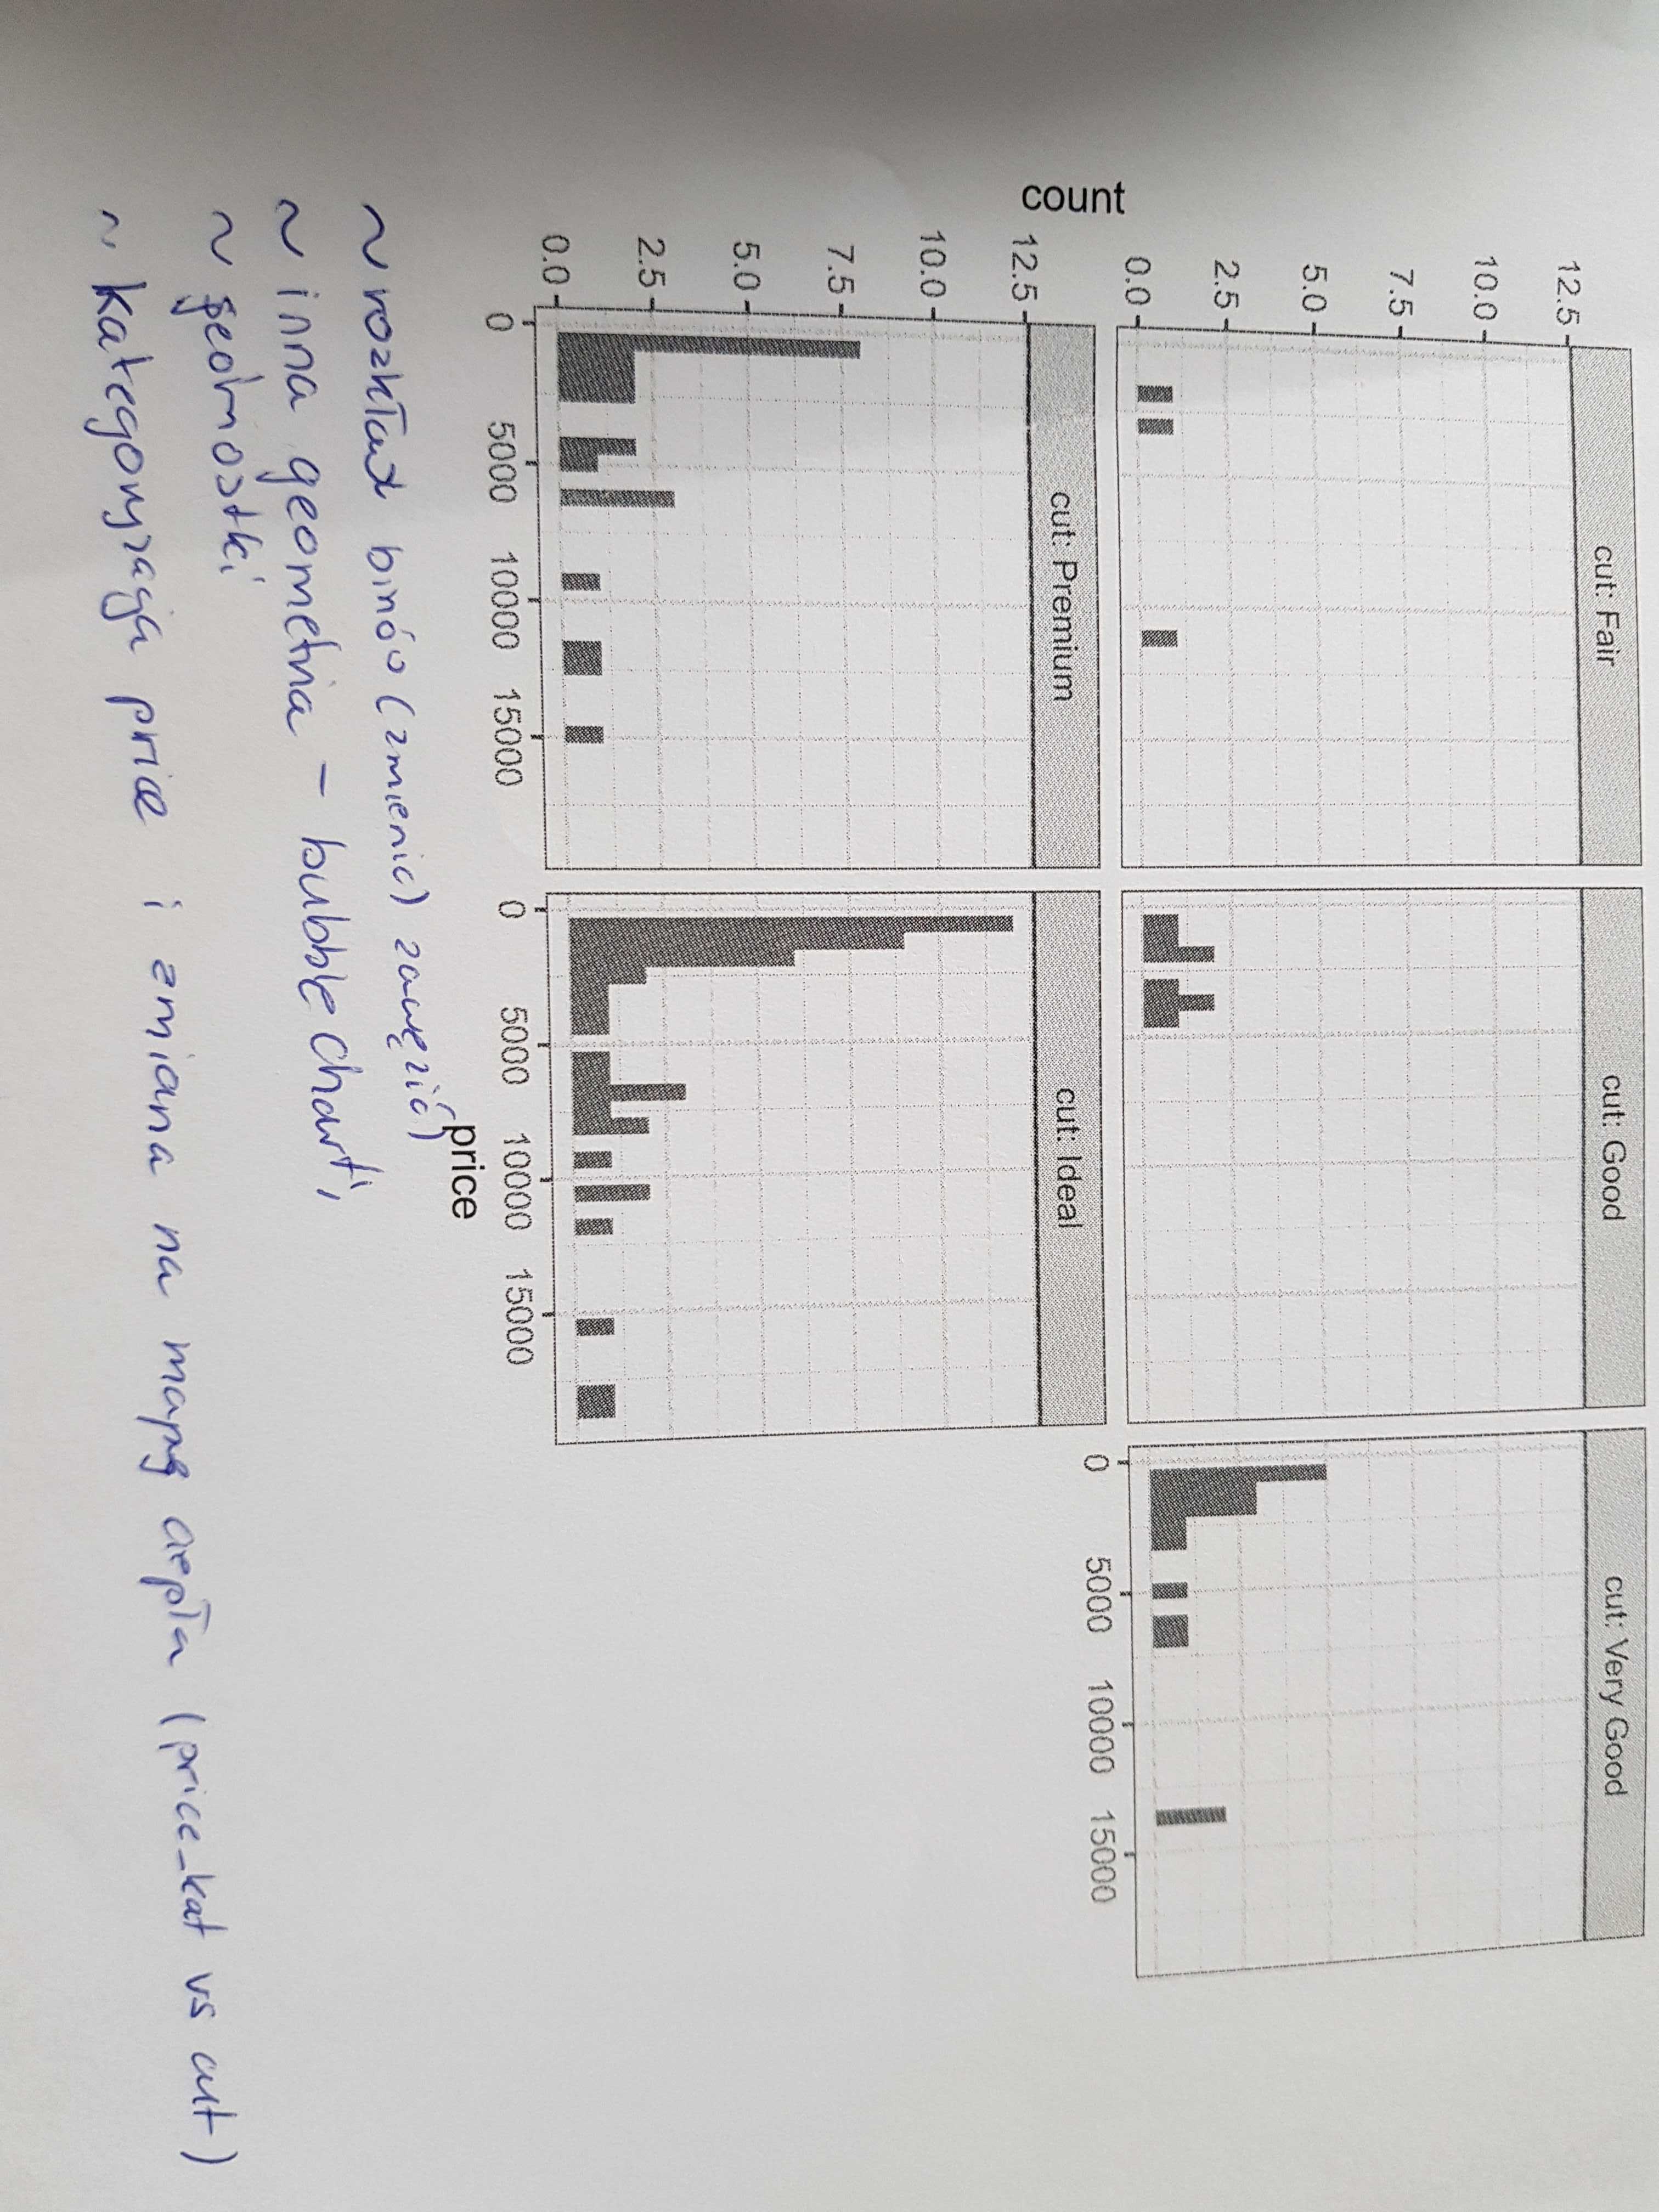 cut: Fair
cut: Good
cut: Very Good
12.5
10.0
7.5
5.0
2.5
0.0
0 5000 10000 15000
count
cut: Premium
cut: Ideal
12.5
10.0
7.5
5.0
2.5
0.0
0 5000 10000 15000
0 5000 10000 15000
price
~ rozkład binów (zmienic) zawęzić)
~ inna geometria - bubble Chart,
~ jednostki
~ kategoryzacja price i zmiana na mapę ciepła (price_kat vs cut)